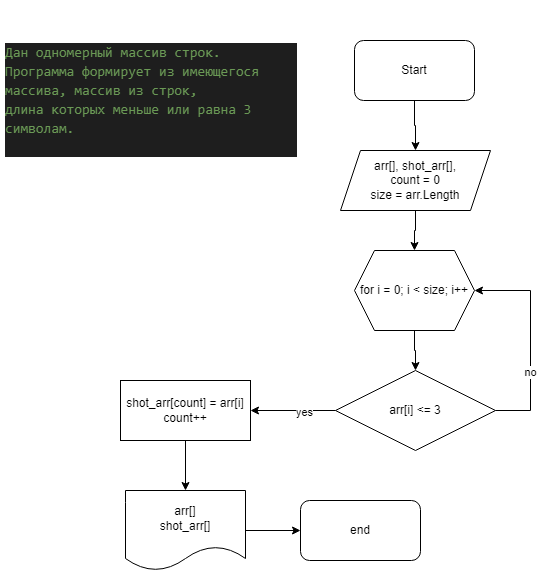 Дан одномерный массив строк.
Программа формирует из имеющегося
массива, массив из строк,
длина которых меньше или равна 3
символам.
Start
arr[], shot_arr[],
count = 0
size = arr.Length
for i = 0; i < size; i++
no
arr[i] <= 3
yes
shot_arr[count] = arr[i]
count++
arr[]
shot_arr[]
end